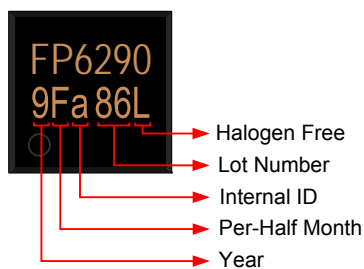 FP6290
9Fa86L
Halogen Free
Lot Number
Internal ID
Per-Half Month
Year